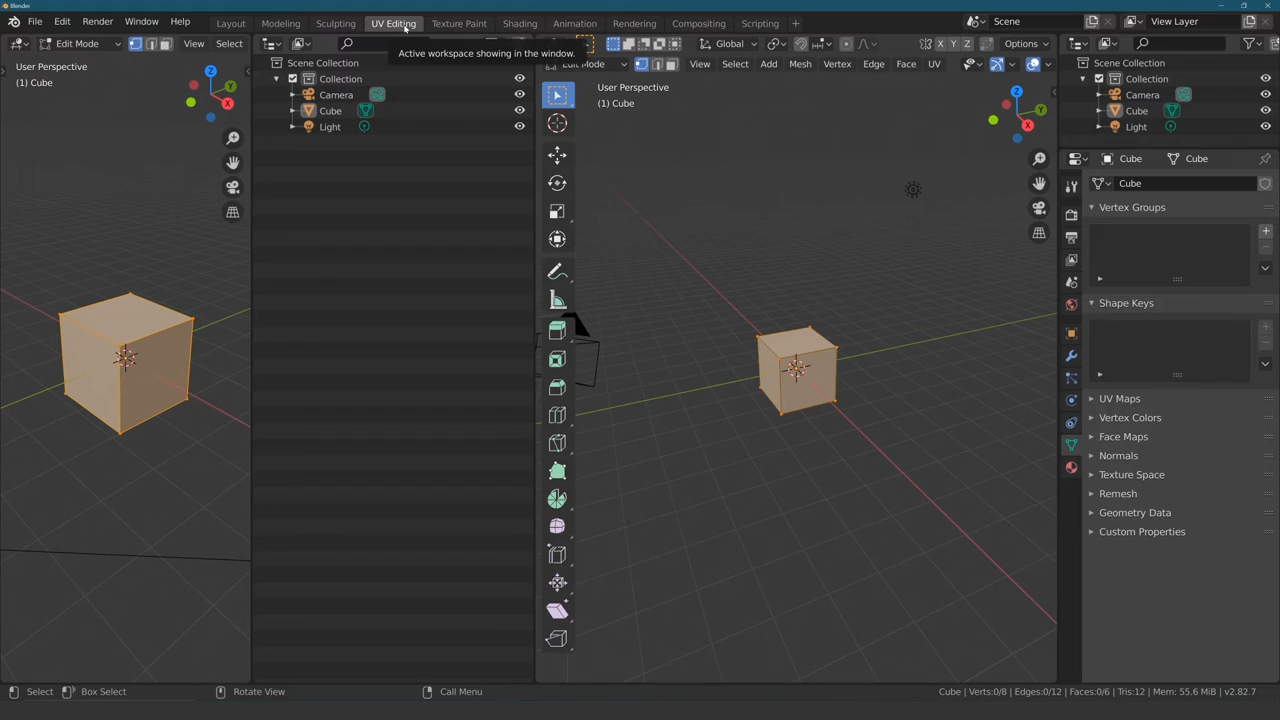 Blender
File Edit Render Window Help
Layout Modeling Sculpting UV Editing Texture Paint Shading Animation Rendering Compositing Scripting +
Scene
View Layer
Edit Mode View Select
Global
Options
Active workspace showing in the window.
User Perspective
(1) Cube
Scene Collection
Collection
Camera
Cube
Light
Mode View Select Add Mesh Vertex Edge Face UV
X Y Z
User Perspective
(1) Cube
Z
Y
X
Z
Y
X
Scene Collection
Collection
Camera
Cube
Light
Cube Cube
Cube
Vertex Groups
Shape Keys
UV Maps
Vertex Colors
Face Maps
Normals
Texture Space
Remesh
Geometry Data
Custom Properties
Select Box Select Rotate View Call Menu
Cube | Verts:0/8 | Edges:0/12 | Faces:0/6 | Tris:12 | Mem: 55.6 MiB | v2.82.7